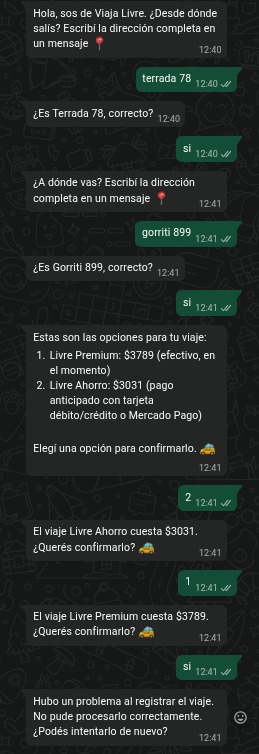 Hola, sos de Viaja Livre. ¿Desde dónde
salís? Escribí la dirección completa en
un mensaje 📍 12:40
terrada 78 12:40
¿Es Terrada 78, correcto? 12:40
si 12:40
¿A dónde vas? Escribí la dirección
completa en un mensaje 📍 12:41
gorriti 899 12:41
¿Es Gorriti 899, correcto? 12:41
si 12:41
Estas son las opciones para tu viaje:
1. Livre Premium: $3789 (efectivo, en
el momento)
2. Livre Ahorro: $3031 (pago
anticipado con tarjeta
débito/crédito o Mercado Pago)
Elegí una opción para confirmarlo. 🚕
12:41
2 12:41
El viaje Livre Ahorro cuesta $3031.
¿Querés confirmarlo? 🚕 12:41
1 12:41
El viaje Livre Premium cuesta $3789.
¿Querés confirmarlo? 🚕 12:41
si 12:41
Hubo un problema al registrar el viaje.
No pude procesarlo correctamente.
¿Podés intentarlo de nuevo? 12:41